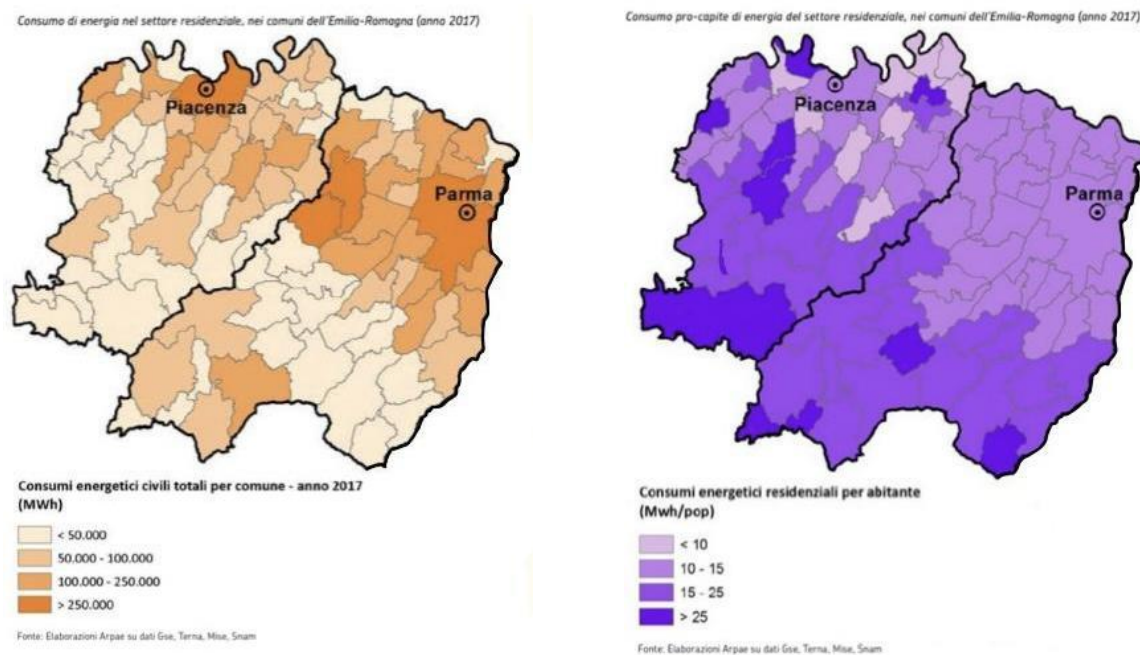 Consumo di energia nel settore residenziale, nei comuni dell'Emilia-Romagna (anno 2017)
Piacenza
Parma
Consumi energetici civili totali per comune - anno 2017
(MWh)
< 50.000
50.000 - 100.000
100.000 - 250.000
> 250.000
Fonte: Elaborazioni Arpae su dati Gse, Terna, Mise, Snam
Consumo pro-capite di energia del settore residenziale, nei comuni dell'Emilia-Romagna (anno 2017)
Piacenza
Parma
Consumi energetici residenziali per abitante
(Mwh/pop)
< 10
10 - 15
15 - 25
> 25
Fonte: Elaborazioni Arpae su dati Gse, Terna, Mise, Snam